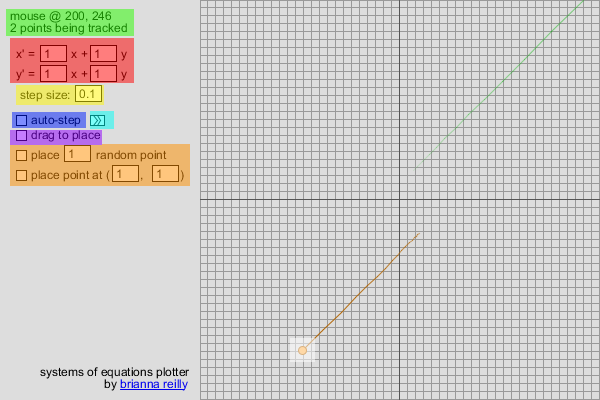 mouse @ 200, 246
2 points being tracked
x' = 1 x + 1 y
y' = 1 x + 1 y
step size: 0.1
auto-step
drag to place
place 1 random point
place point at ( 1 , 1 )
systems of equations plotter
by brianna reilly